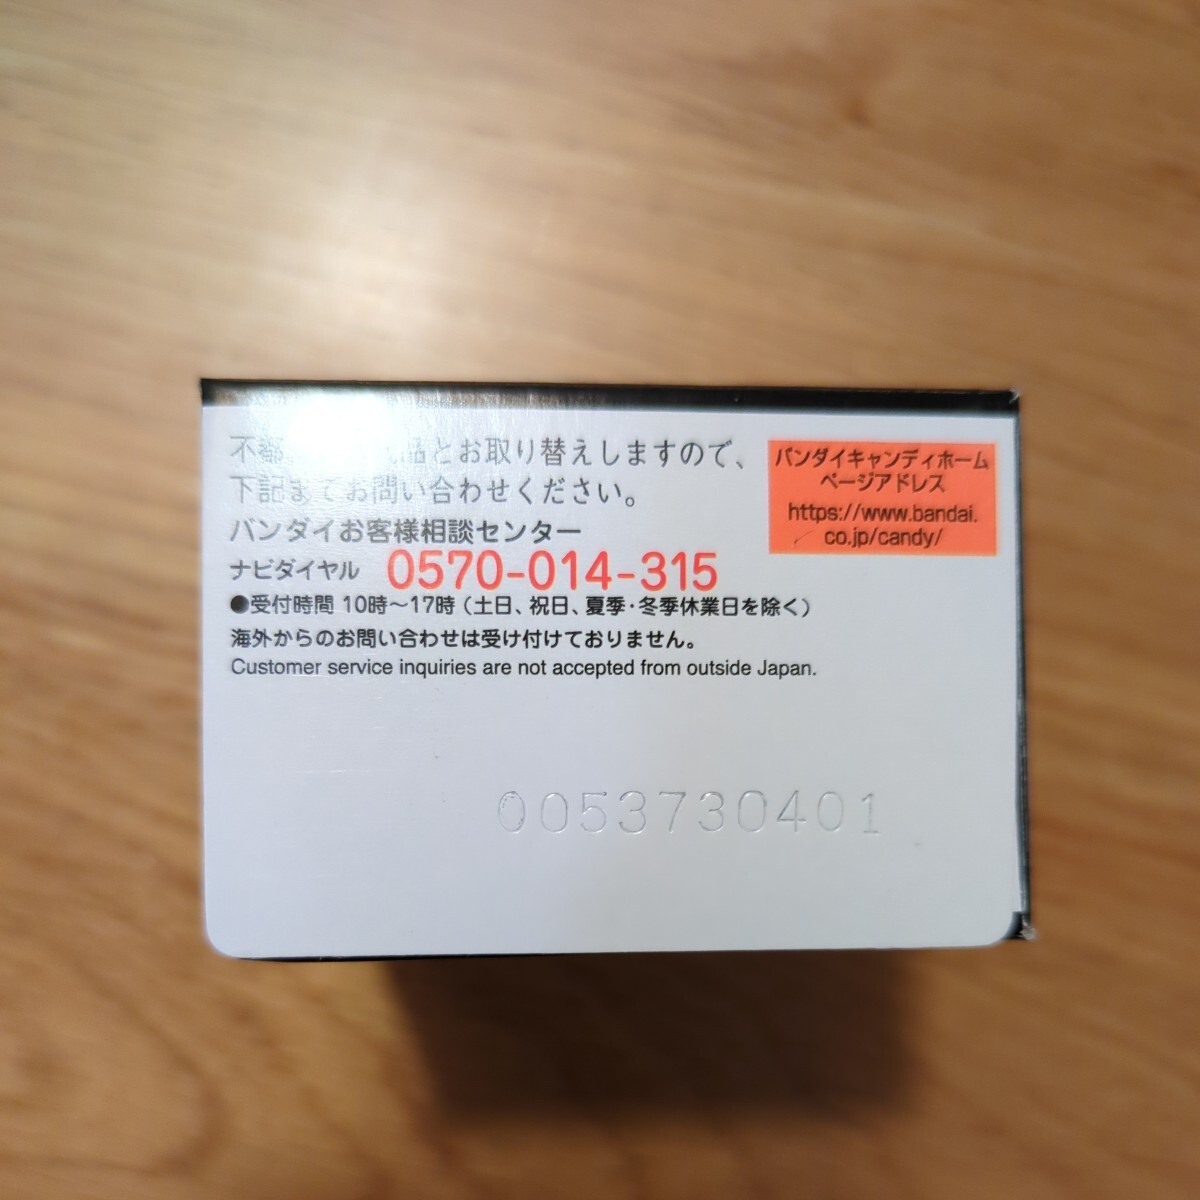 不都 品とお取り替えしますので、
下記までお問い合わせください。
バンダイお客様相談センター
ナビダイヤル 0570-014-315
●受付時間 10時〜17時（土日、祝日、夏季・冬季休業日を除く）
海外からのお問い合わせは受け付けておりません。
Customer service inquiries are not accepted from outside Japan.
バンダイキャンディホーム
ページアドレス
https://www.bandai.
co.jp/candy/
0053730401